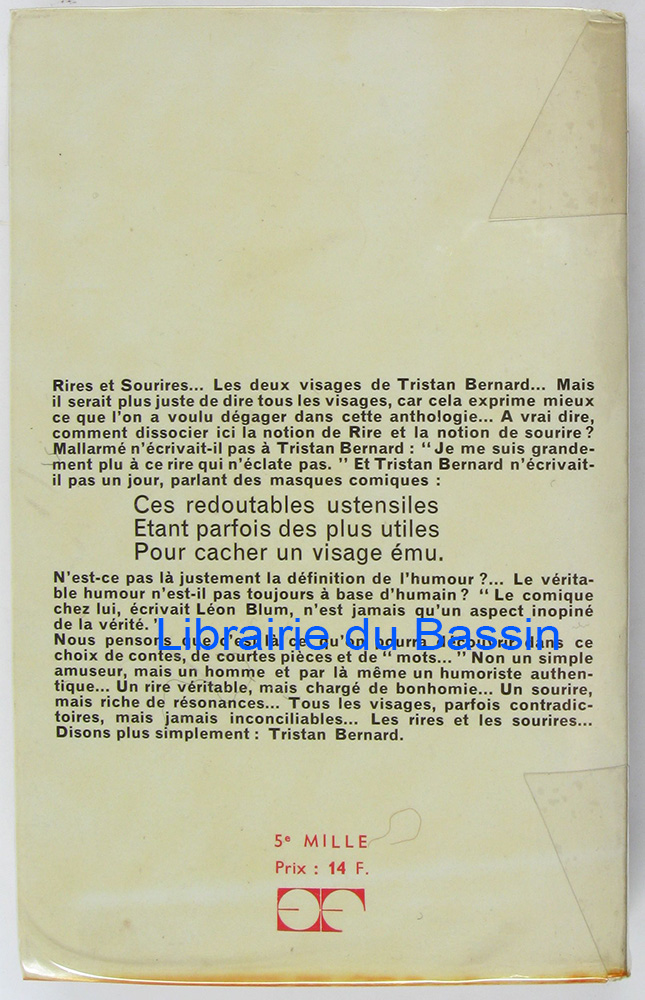 Rires et Sourires... Les deux visages de Tristan Bernard... Mais
il serait plus juste de dire tous les visages, car cela exprime mieux
ce que l'on a voulu dégager dans cette anthologie... A vrai dire,
comment dissocier ici la notion de Rire et la notion de sourire ?
Mallarmé n'écrivait-il pas à Tristan Bernard : “ Je me suis grande-
ment plu à ce rire qui n'éclate pas. ” Et Tristan Bernard n'écrivait-
il pas un jour, parlant des masques comiques :
Ces redoutables ustensiles
Etant parfois des plus utiles
Pour cacher un visage ému.
N'est-ce pas là justement la définition de l'humour ?... Le vérita-
ble humour n'est-il pas toujours à base d'humain ? “ Le comique
chez lui, écrivait Léon Blum, n'est jamais qu'un aspect inopiné
de la vérité. ”
Librairie du Bassin
Nous pensons que c'est là ce qu'on pourra découvrir dans ce
choix de contes, de courtes pièces et de “ mots... ” Non un simple
amuseur, mais un homme et par là même un humoriste authen-
tique... Un rire véritable, mais chargé de bonhomie... Un sourire,
mais riche de résonances... Tous les visages, parfois contradic-
toires, mais jamais inconciliables... Les rires et les sourires...
Disons plus simplement : Tristan Bernard.
5e MILLE
Prix : 14 F.